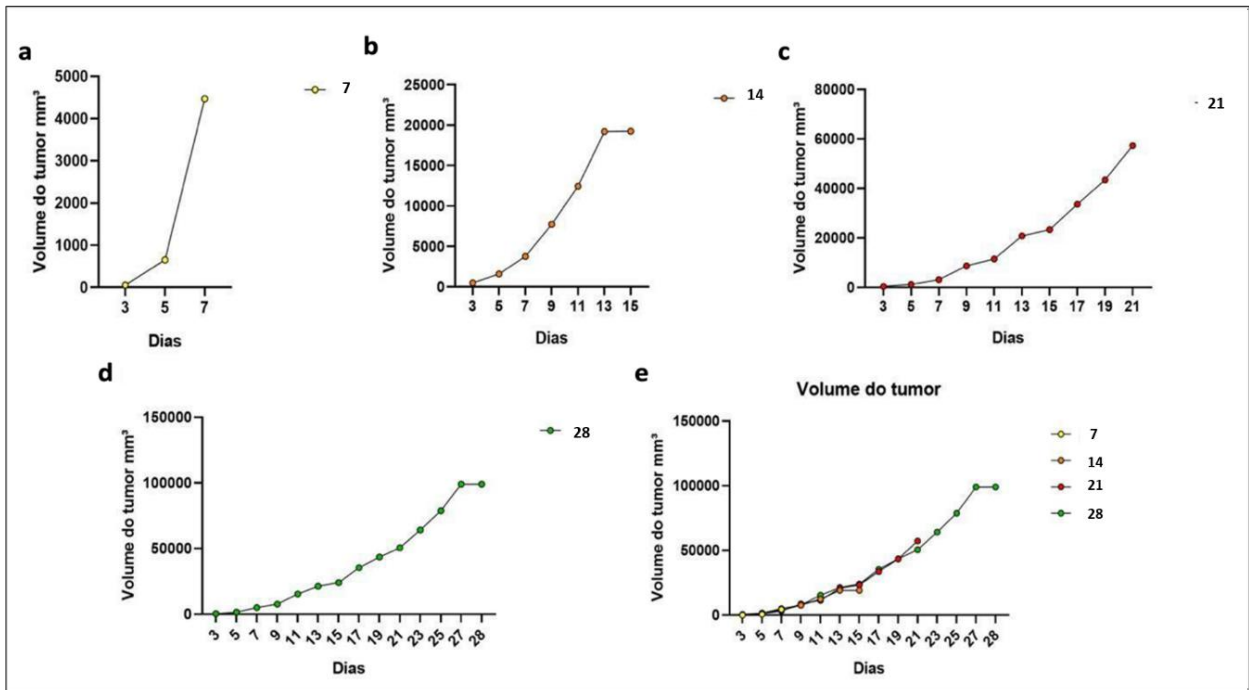 a
5000
4000
3000
2000
1000
0
Volume do tumor mm³
3 5 7
Dias
7
b
25000
20000
15000
10000
5000
0
Volume do tumor mm³
3 5 7 9 11 13 15
Dias
14
c
80000
60000
40000
20000
0
Volume do tumor mm³
3 5 7 9 11 13 15 17 19 21
Dias
21
d
150000
100000
50000
0
Volume do tumor mm³
3 5 7 9 11 13 15 17 19 21 23 25 27 28
Dias
28
e
Volume do tumor
150000
100000
50000
0
Volume do tumor mm³
3 5 7 9 11 13 15 17 19 21 23 25 27 28
Dias
7
14
21
28